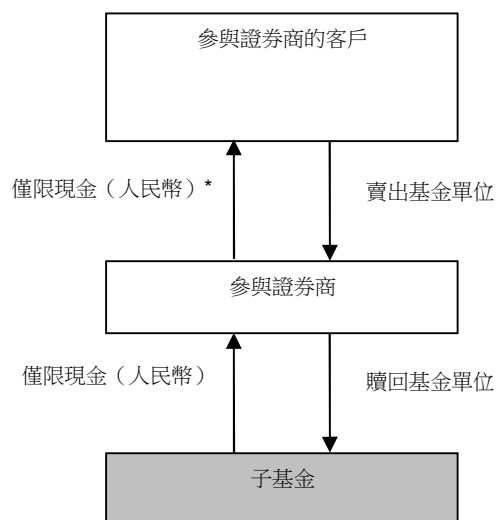 參與證券商的客戶
僅限現金（人民幣）*
賣出基金單位
參與證券商
僅限現金（人民幣）
贖回基金單位
子基金